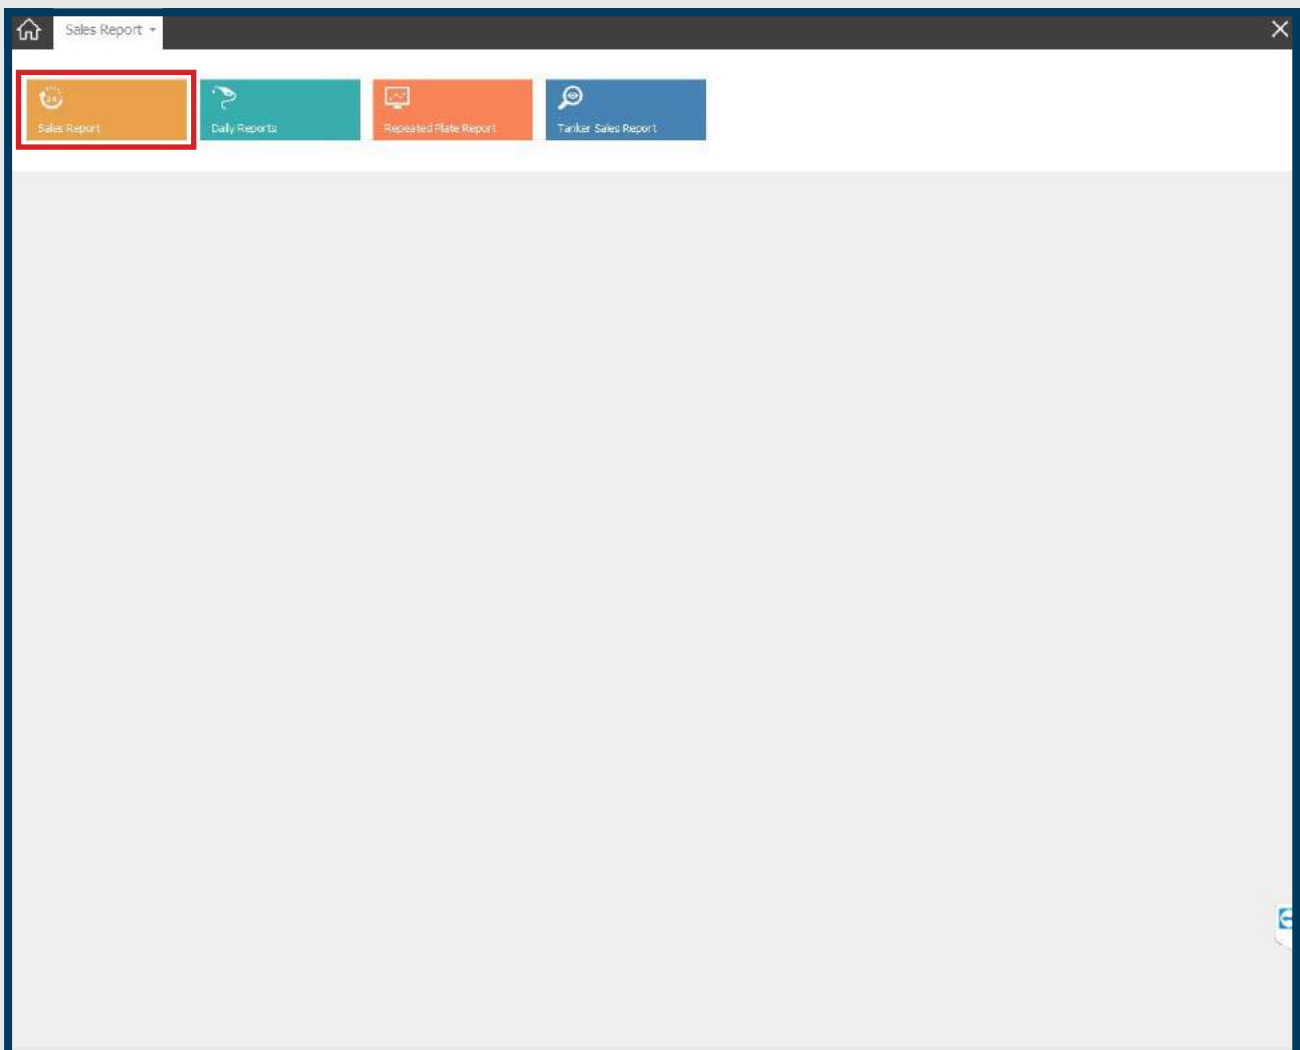 Sales Report
Sales Report
Daily Reports
Repeated Plate Report
Tanker Sales Report